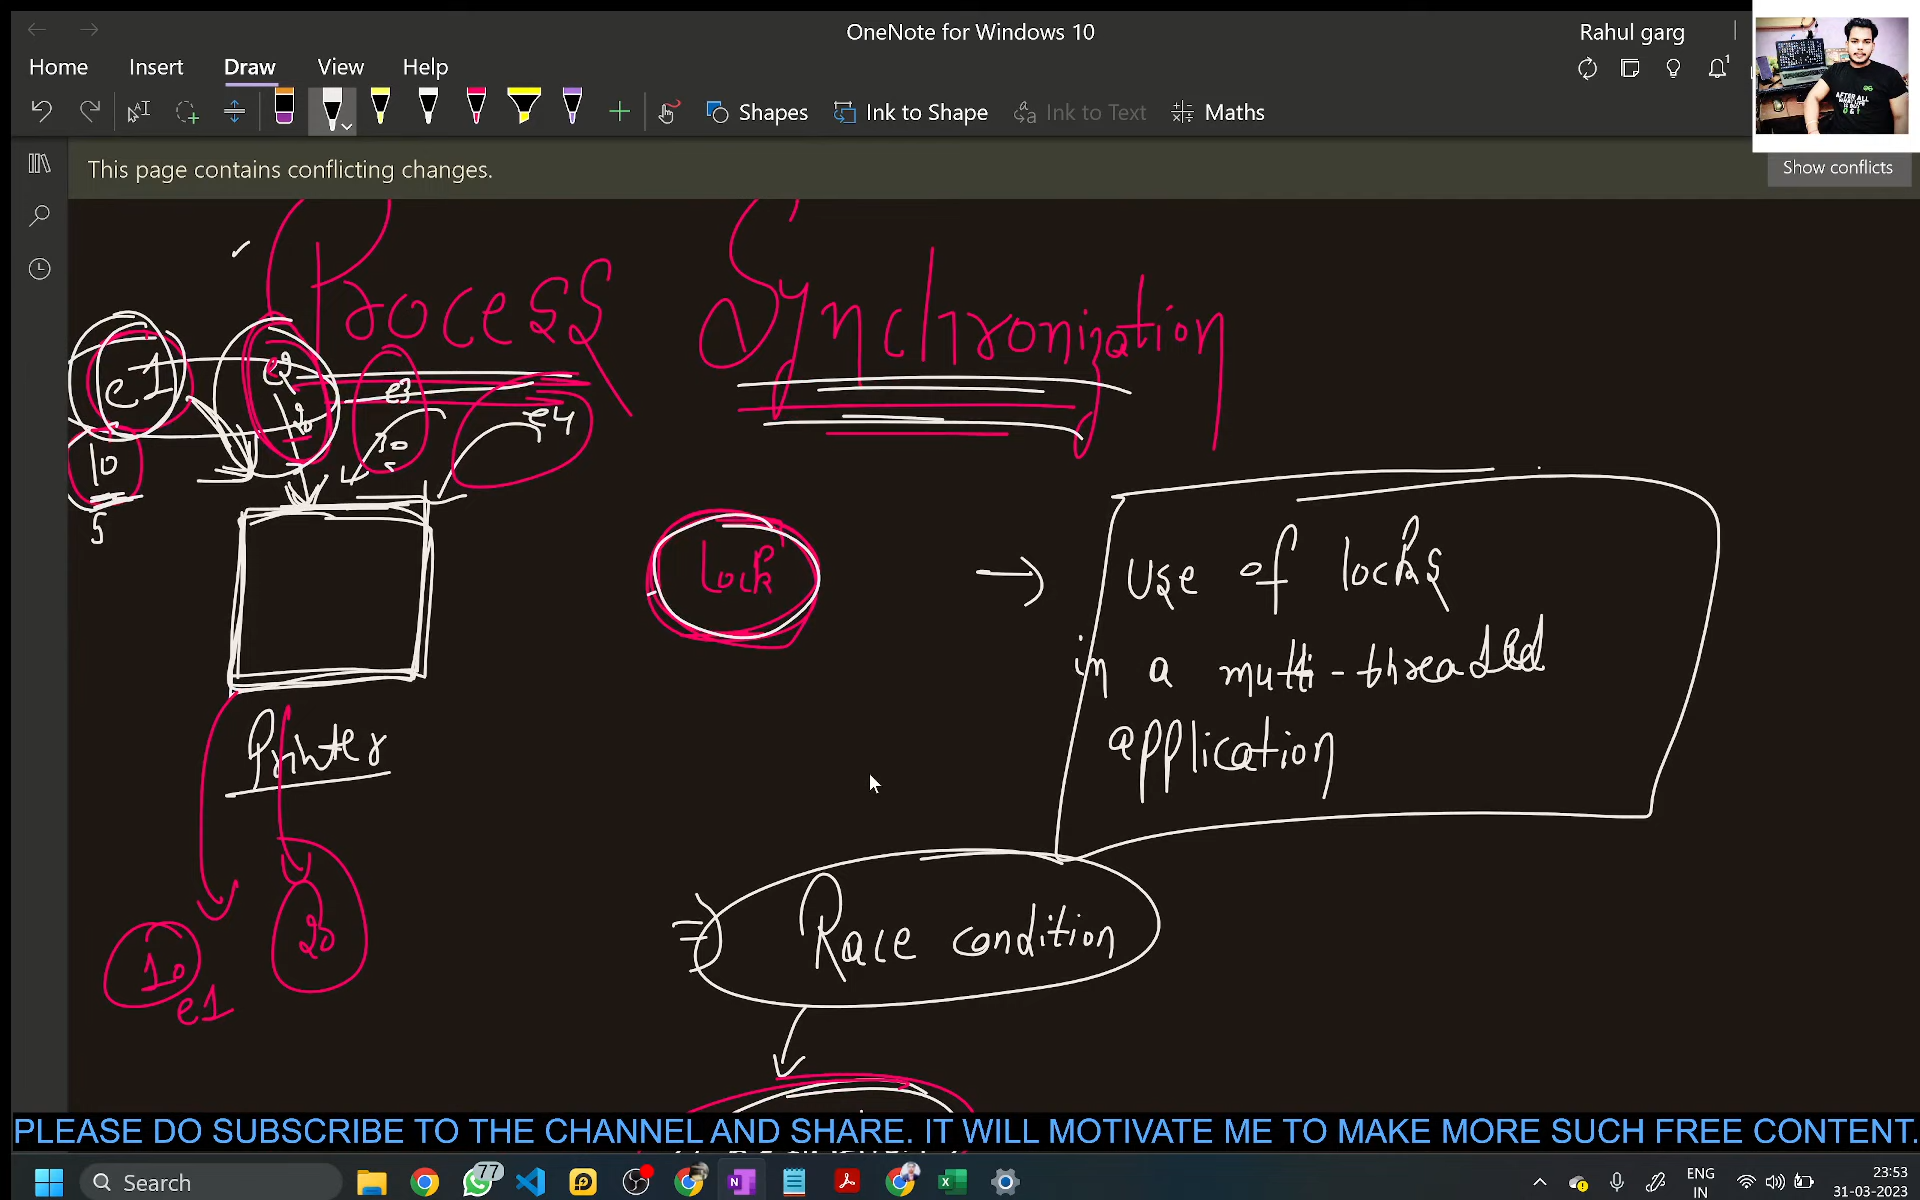 OneNote for Windows 10
Rahul garg
Home Insert Draw View Help
Shapes Ink to Shape Ink to Text Maths
This page contains conflicting changes.
Show conflicts
Process Synchronization
e1 e2 e3 e4
10
5
Lock
→ Use of locks
in a multi-threaded
application
Printer
Race condition
10 20
e1
PLEASE DO SUBSCRIBE TO THE CHANNEL AND SHARE. IT WILL MOTIVATE ME TO MAKE MORE SUCH FREE CONTENT.
Search
77
ENG
IN
23:53
31-03-2023